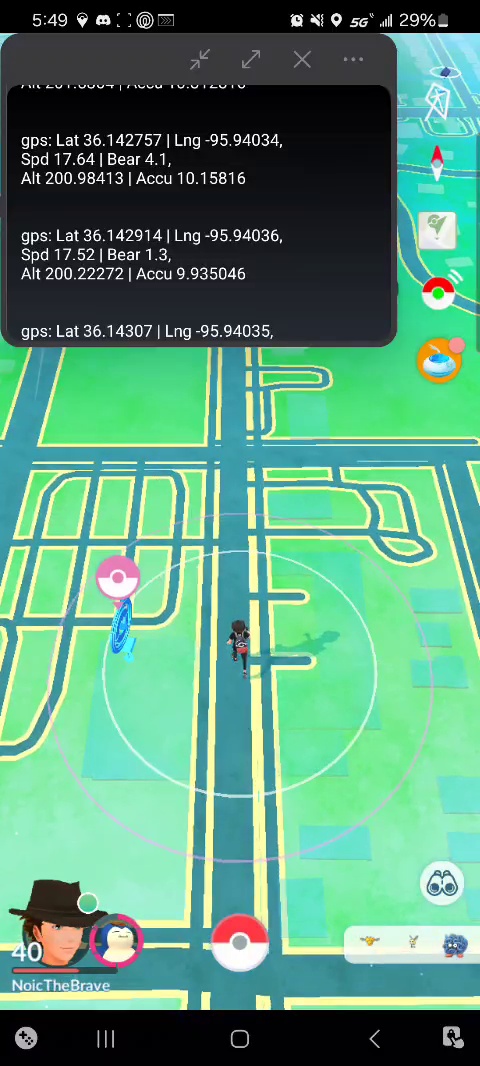 5:49
5G
29%
gps: Lat 36.142757 | Lng -95.94034,
Spd 17.64 | Bear 4.1,
Alt 200.98413 | Accu 10.15816
gps: Lat 36.142914 | Lng -95.94036,
Spd 17.52 | Bear 1.3,
Alt 200.22272 | Accu 9.935046
gps: Lat 36.14307 | Lng -95.94035,
40
NoicTheBrave